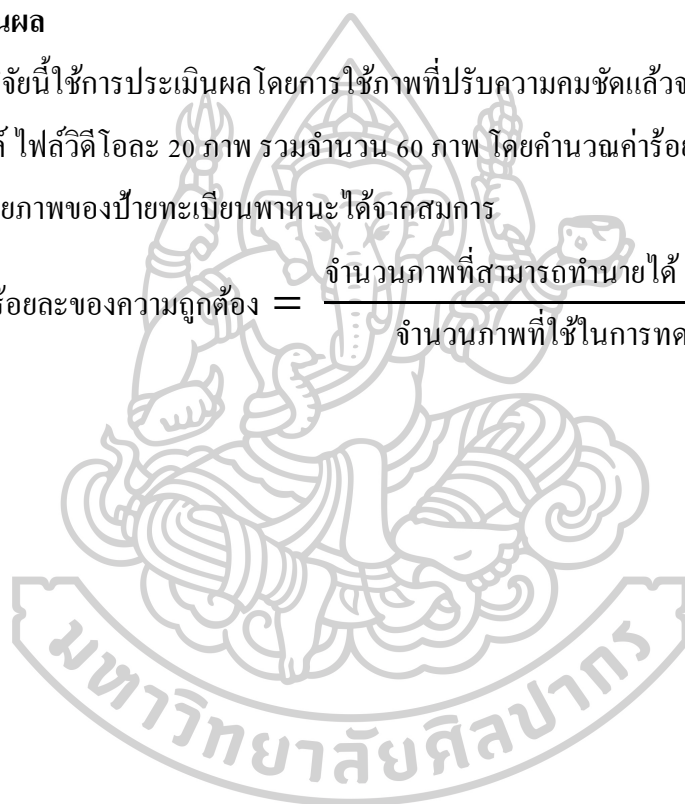 นผล
จัยนี้ใช้การประเมินผลโดยการใช้ภาพที่ปรับความคมชัดแล้วจ
ไฟล์วิดีโอละ 20 ภาพ รวมจำนวน 60 ภาพ โดยคำนวณค่าร้อย
ยภาพของป้ายทะเบียนพาหนะได้จากสมการ
ร้อยละของความถูกต้อง = จำนวนภาพที่สามารถทำนายได้
จำนวนภาพที่ใช้ในการทด
มหาวิทยาลัยศิลปากร